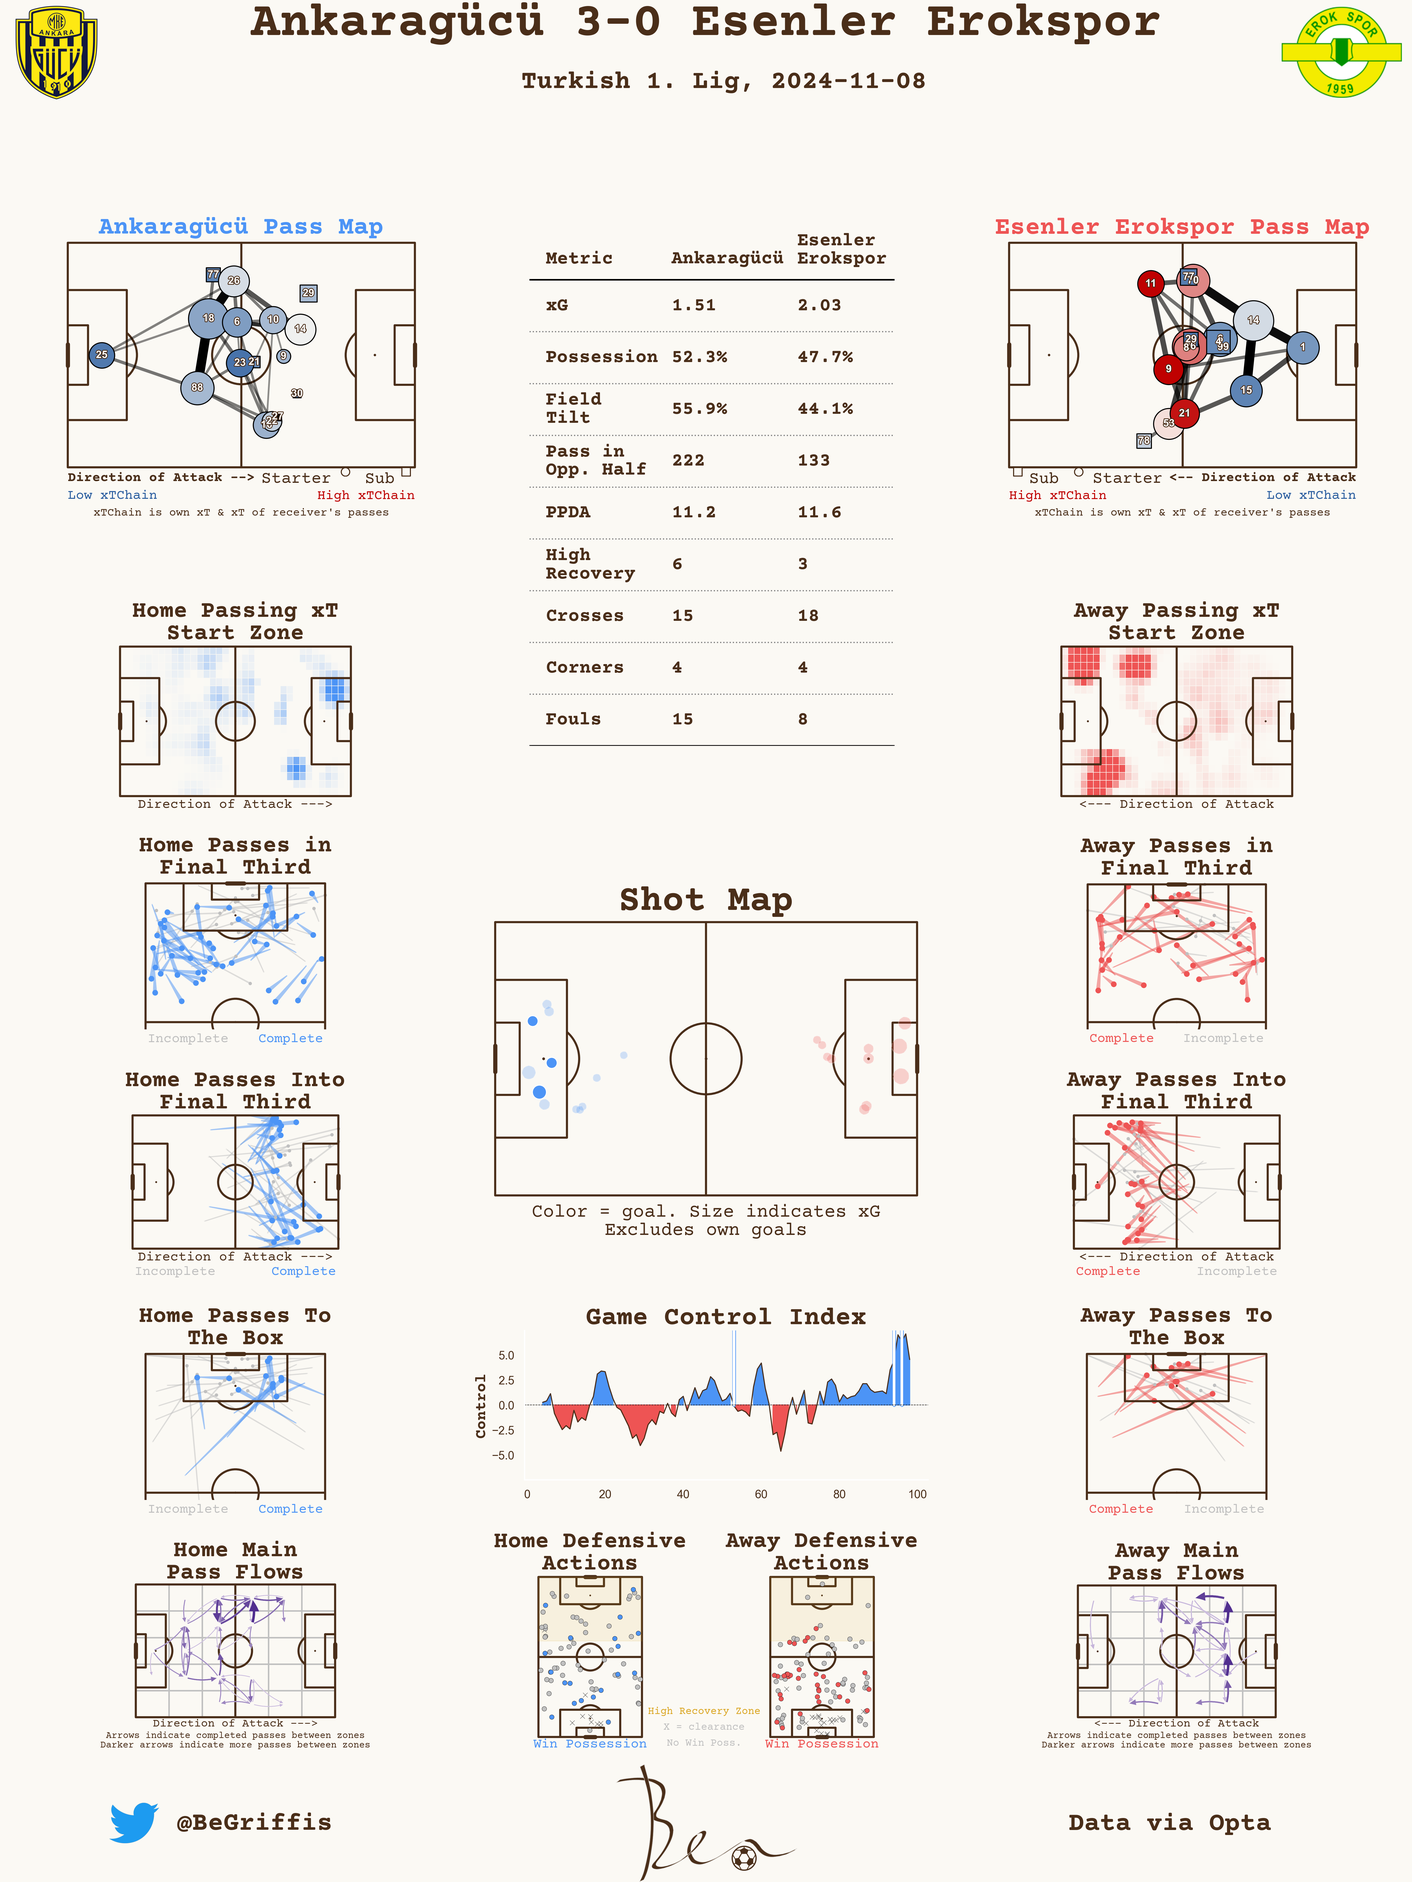 Ankaragücü 3-0 Esenler Erokspor
Turkish 1. Lig, 2024-11-08
MKE
ANKARA
GÜCÜ
1910
EROK SPOR
1959
Ankaragücü Pass Map
77
26
29
18
6
10
14
25
23
21
9
88
30
27
22
Direction of Attack --> Starter Sub
Low xTChain High xTChain
xTChain is own xT & xT of receiver's passes
Metric Ankaragücü Esenler Erokspor
xG 1.51 2.03
Possession 52.3% 47.7%
Field Tilt 55.9% 44.1%
Pass in Opp. Half 222 133
PPDA 11.2 11.6
High Recovery 6 3
Crosses 15 18
Corners 4 4
Fouls 15 8
Esenler Erokspor Pass Map
11
77
14
29
99
1
9
15
21
53
78
Sub Starter <-- Direction of Attack
High xTChain Low xTChain
xTChain is own xT & xT of receiver's passes
Home Passing xT
Start Zone
Direction of Attack --->
Away Passing xT
Start Zone
<--- Direction of Attack
Home Passes in
Final Third
Incomplete Complete
Away Passes in
Final Third
Complete Incomplete
Shot Map
Color = goal. Size indicates xG
Excludes own goals
Home Passes Into
Final Third
Direction of Attack --->
Incomplete Complete
Away Passes Into
Final Third
<--- Direction of Attack
Complete Incomplete
Home Passes To
The Box
Incomplete Complete
Game Control Index
Control
5.0
2.5
0.0
−2.5
−5.0
0 20 40 60 80 100
Away Passes To
The Box
Complete Incomplete
Home Main
Pass Flows
Direction of Attack --->
Arrows indicate completed passes between zones
Darker arrows indicate more passes between zones
Home Defensive
Actions
Win Possession
High Recovery Zone
X = clearance
No Win Poss.
Away Defensive
Actions
Win Possession
Away Main
Pass Flows
<--- Direction of Attack
Arrows indicate completed passes between zones
Darker arrows indicate more passes between zones
@BeGriffis
Ben
Data via Opta